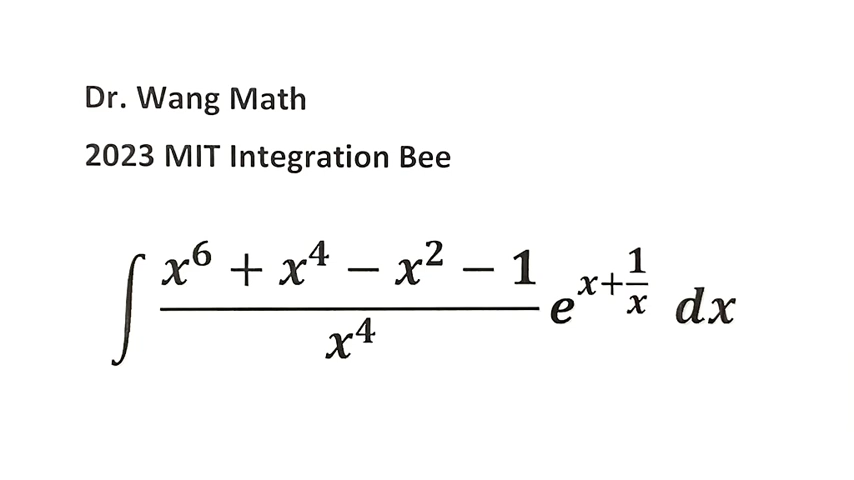 Dr. Wang Math
2023 MIT Integration Bee
∫ (x⁶ + x⁴ − x² − 1)/x⁴ e^(x+1/x) dx